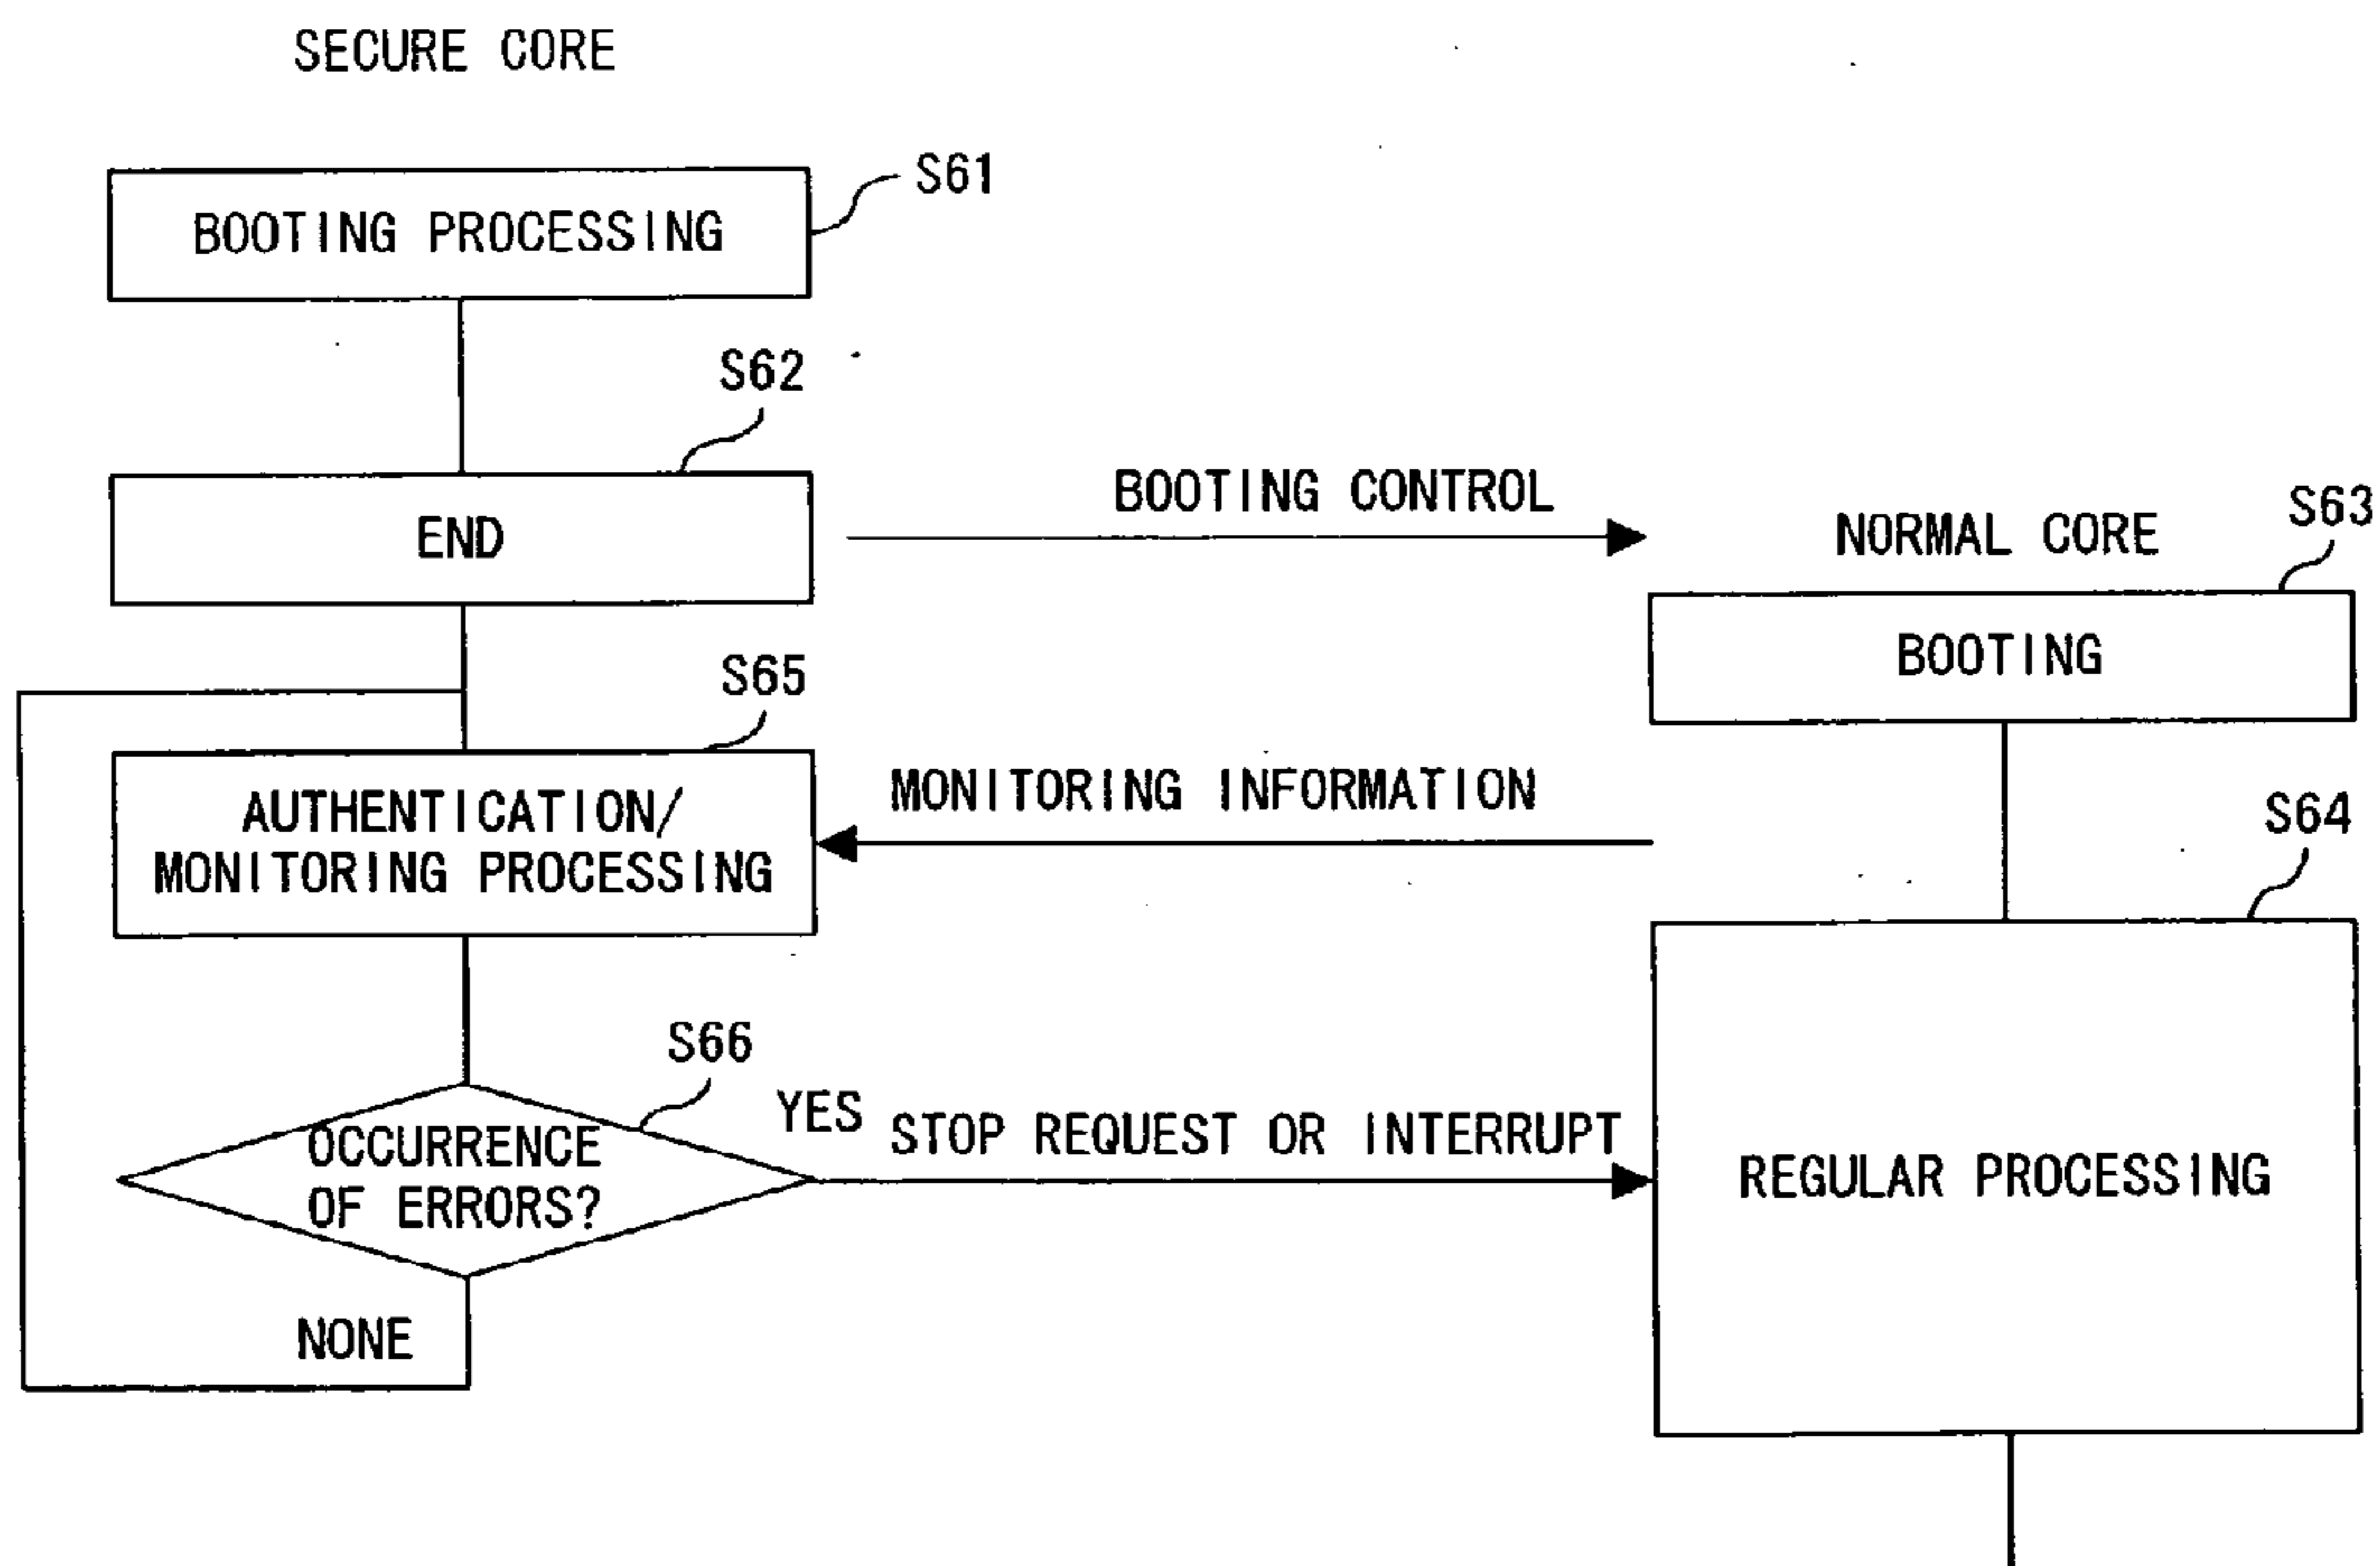 SECURE CORE
S61
BOOTING PROCESSING
S62
END
BOOTING CONTROL
NORMAL CORE
S63
BOOTING
S65
AUTHENTICATION/
MONITORING PROCESSING
MONITORING INFORMATION
S64
S66
OCCURRENCE
OF ERRORS?
YES
STOP REQUEST OR INTERRUPT
REGULAR PROCESSING
NONE